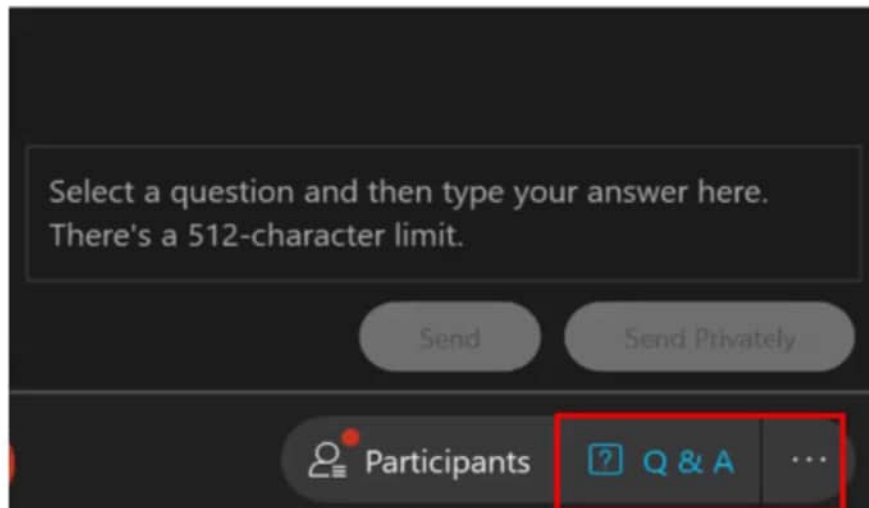 Select a question and then type your answer here.
There's a 512-character limit.
Send Send Privately
Participants ? Q & A ...